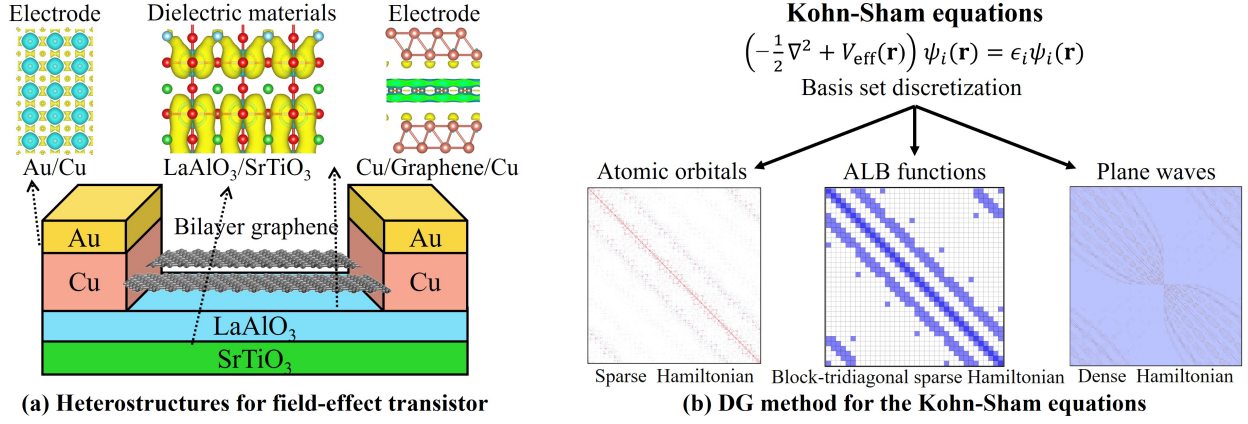 Electrode
Dielectric materials
Electrode
Au/Cu
LaAlO₃/SrTiO₃
Cu/Graphene/Cu
Bilayer graphene
Au
Au
Cu
Cu
LaAlO₃
SrTiO₃
(a) Heterostructures for field-effect transistor
Kohn-Sham equations
(-½∇² + V_eff(r)) ψᵢ(r) = ϵᵢψᵢ(r)
Basis set discretization
Atomic orbitals
ALB functions
Plane waves
Sparse Hamiltonian
Block-tridiagonal sparse Hamiltonian
Dense Hamiltonian
(b) DG method for the Kohn-Sham equations